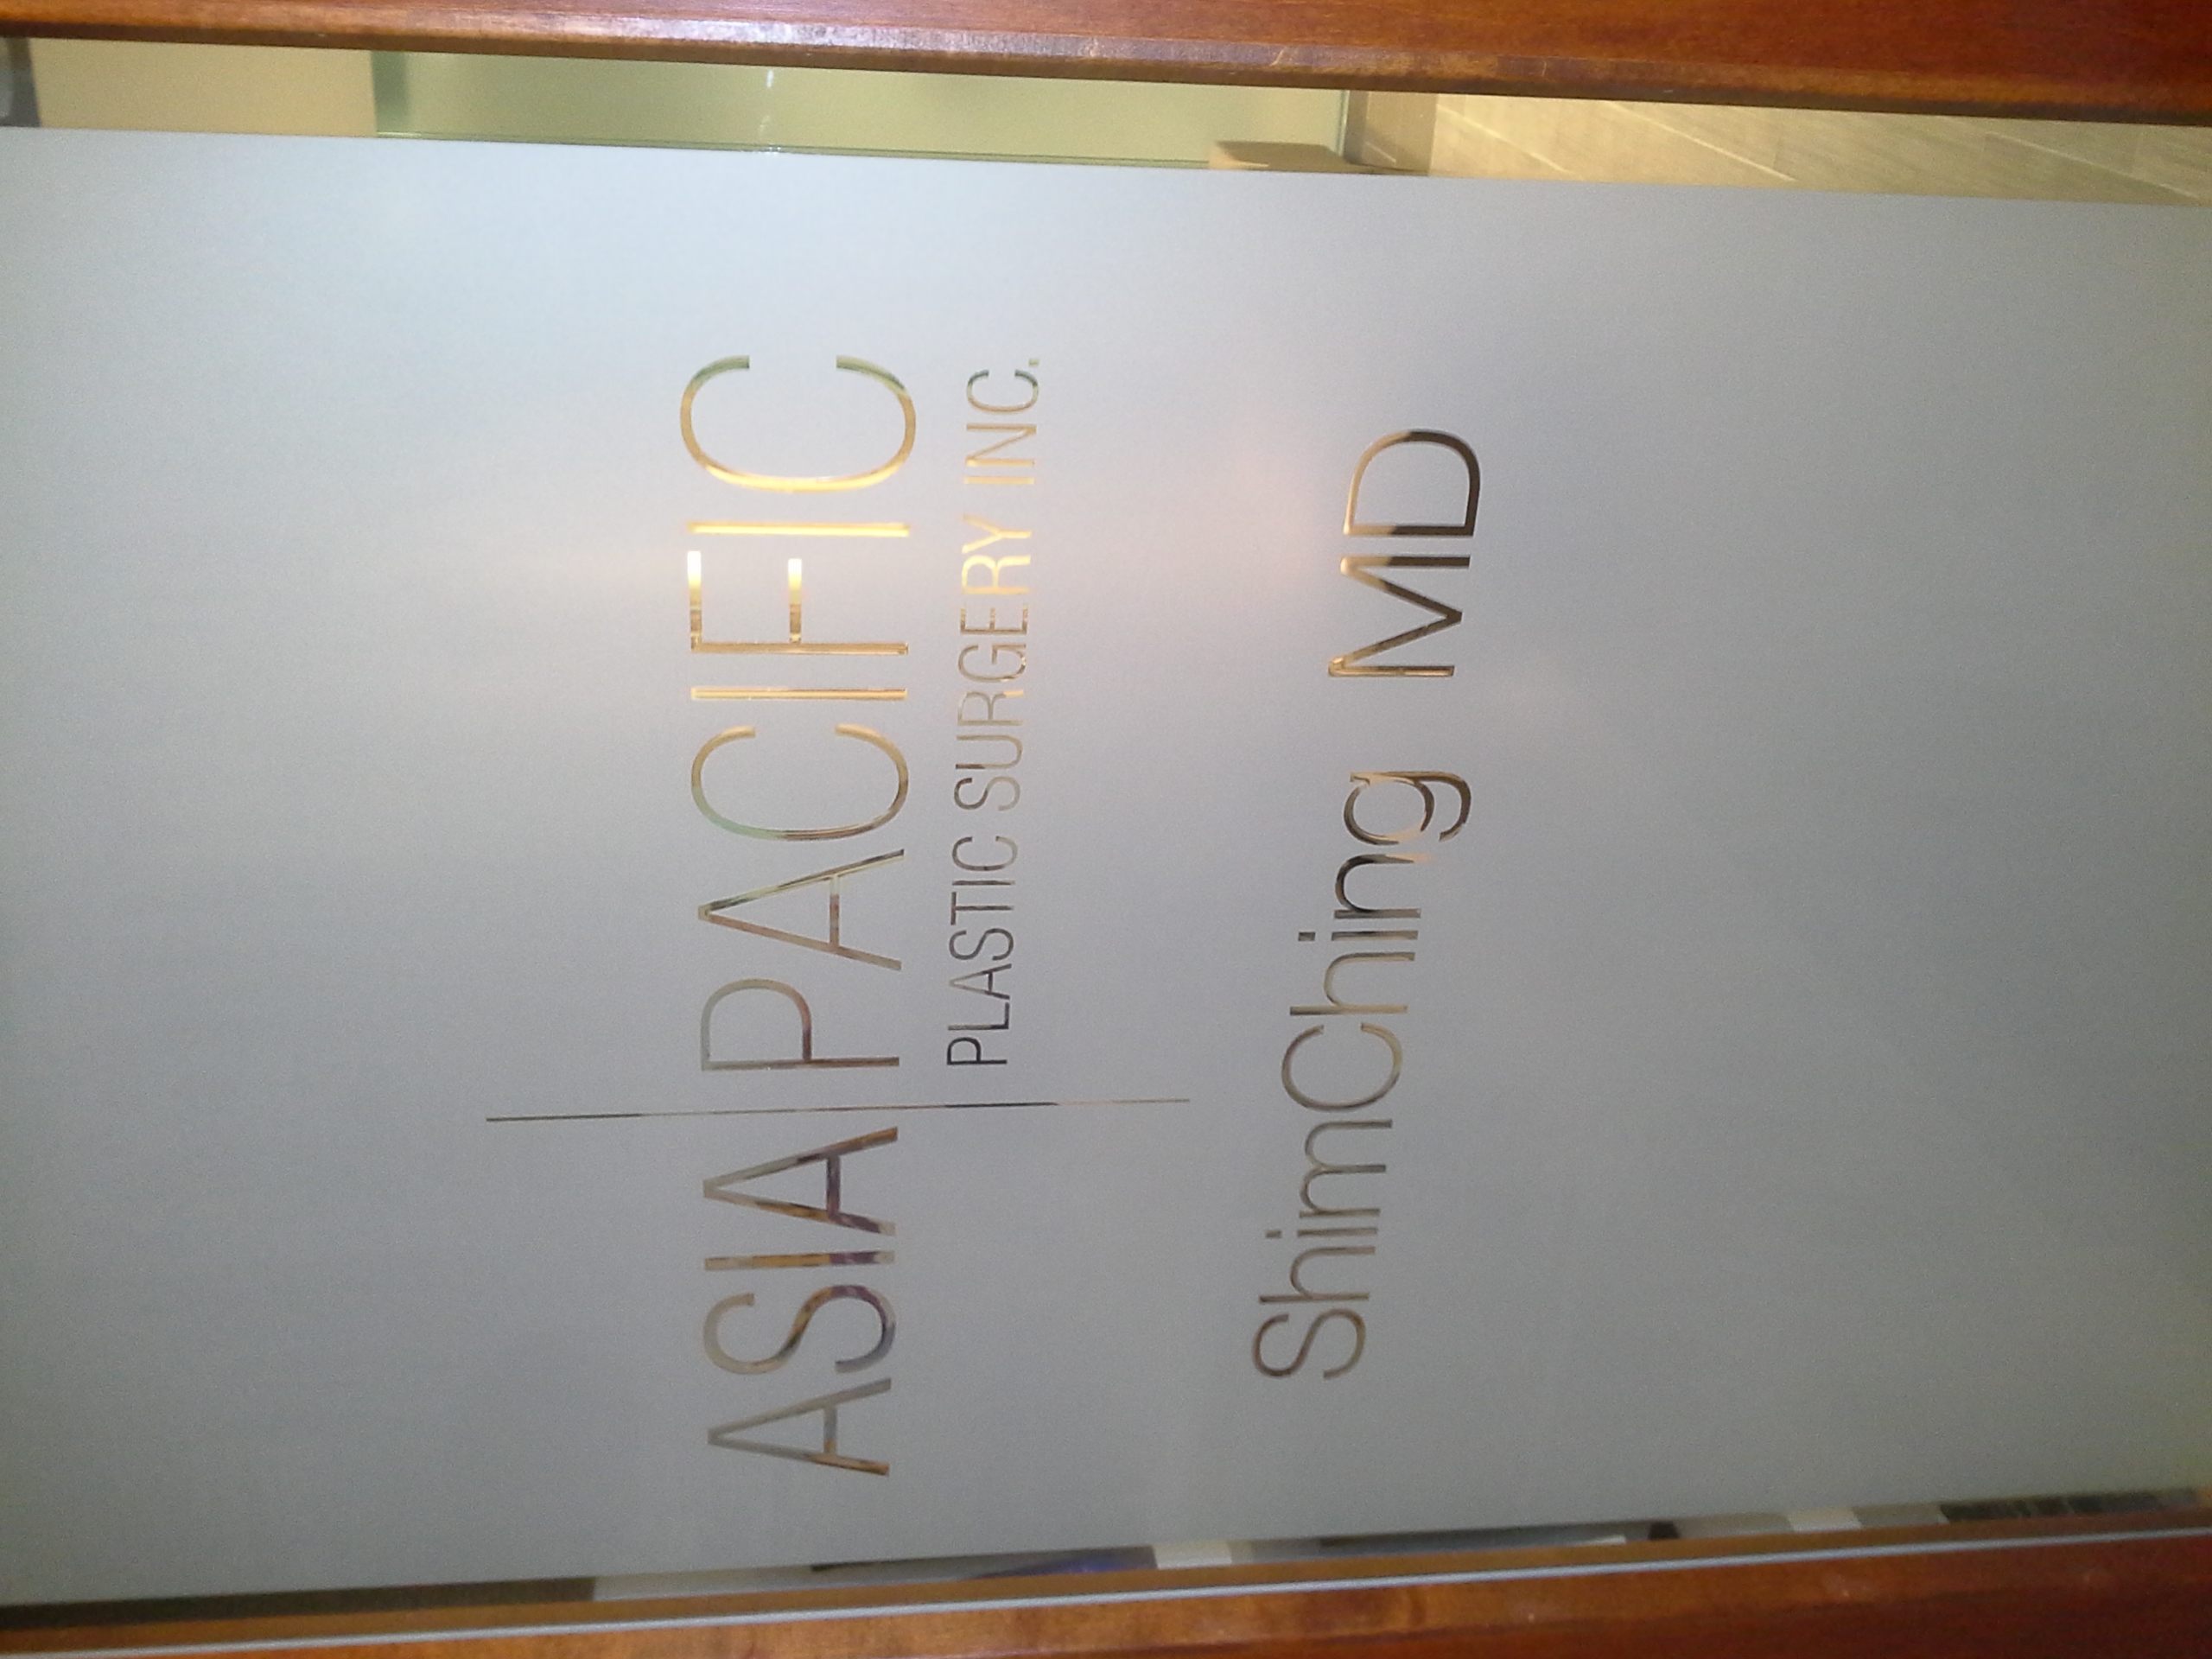 ASIA PACIFIC
PLASTIC SURGERY INC.
ShimChing MD